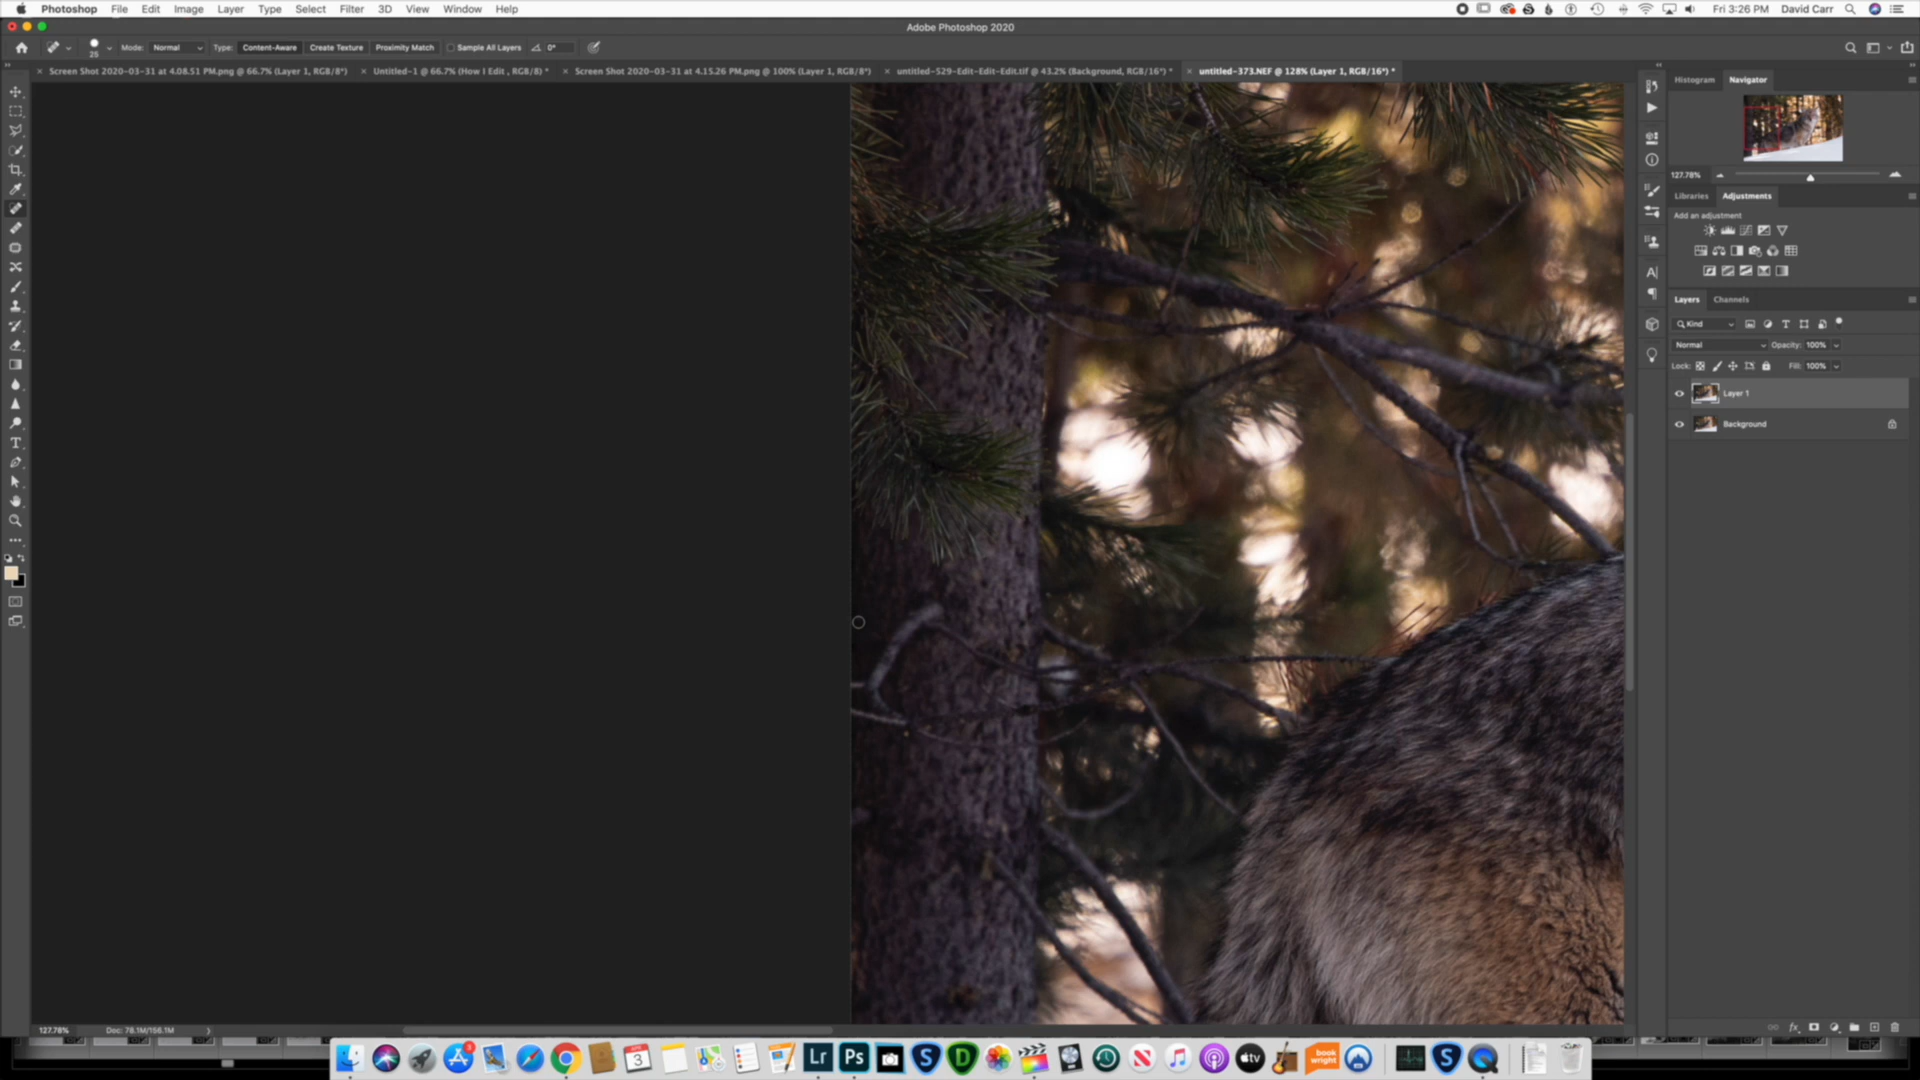 Photoshop File Edit Image Layer Type Select Filter 3D View Window Help Fri 3:26 PM David Carr
Adobe Photoshop 2020
25 Mode: Normal Type: Content-Aware Create Texture Proximity Match Sample All Layers 0°
Screen Shot 2020-03-31 at 4.08.51 PM.png @ 66.7% (Layer 1, RGB/8*) Untitled-1 @ 66.7% (How I Edit , RGB/8) * Screen Shot 2020-03-31 at 4.15.26 PM.png @ 100% (Layer 1, RGB/8*) untitled-529-Edit-Edit-Edit.tif @ 43.2% (Background, RGB/16*) * untitled-373.NEF @ 128% (Layer 1, RGB/16*) *
Histogram Navigator
127.78%
Libraries Adjustments
Add an adjustment
Layers Channels
Kind
Normal Opacity: 100%
Lock: Fill: 100%
Layer 1
Background
127.78% Doc: 78.1M/156.1M
3
Lr Ps
S D
tv
book
wright
S